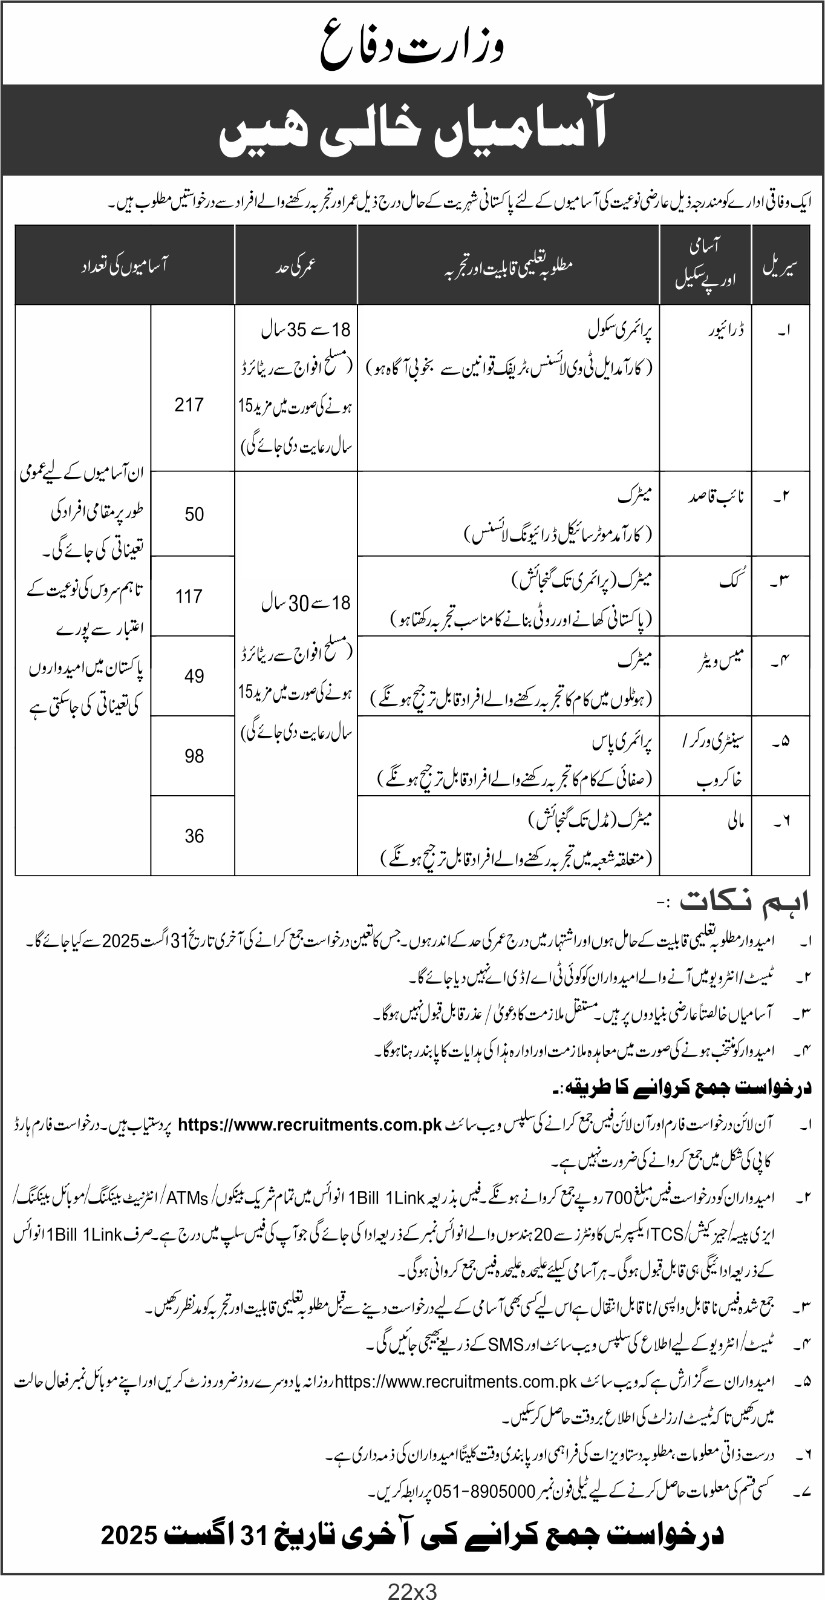 وزارت دفاع
آسامیاں خالی ہیں
ایک وفاقی ادارے کو مندرجہ ذیل عارضی نوعیت کی آسامیوں کے لئے پاکستانی شہریت کے حامل درج ذیل عمر اور تجربہ رکھنے والے افراد سے درخواستیں مطلوب ہیں۔
سیریل
آسامی
اور پے سکیل
مطلوبہ تعلیمی قابلیت اور تجربہ
عمر کی حد
آسامیوں کی تعداد
۱۔
ڈرائیور
پرائمری سکول
(کارآمد ایل ٹی وی لائسنس، ٹریفک قوانین سے بخوبی آگاہ ہو)
18 سے 35 سال
(مسلح افواج سے ریٹائرڈ
ہونے کی صورت میں مزید 15
سال رعایت دی جائے گی)
217
۲۔
نائب قاصد
میٹرک
(کارآمد موٹر سائیکل ڈرائیونگ لائسنس)
50
۳۔
کُک
میٹرک (پرائمری تک گنجائش)
(پاکستانی کھانے اور روٹی بنانے کا مناسب تجربہ رکھتا ہو)
117
۴۔
میس ویٹر
میٹرک
(ہوٹلوں میں کام کا تجربہ رکھنے والے افراد قابل ترجیح ہونگے)
49
۵۔
سینٹری ورکر/
خاکروب
پرائمری پاس
(صفائی کے کام کا تجربہ رکھنے والے افراد قابل ترجیح ہونگے)
98
۶۔
مالی
میٹرک (مڈل تک گنجائش)
(متعلقہ شعبہ میں تجربہ رکھنے والے افراد قابل ترجیح ہونگے)
36
18 سے 30 سال
(مسلح افواج سے ریٹائرڈ
ہونے کی صورت میں مزید 15
سال رعایت دی جائے گی)
ان آسامیوں کے لیے عمومی
طور پر مقامی افراد کی
تعیناتی کی جائے گی۔
تاہم سروس کی نوعیت کے
اعتبار سے پورے
پاکستان میں امیدواروں
کی تعیناتی کی جاسکتی ہے
اہم نکات :-
۱۔ امیدوار مطلوبہ تعلیمی قابلیت کے حامل ہوں اور اشتہار میں درج عمر کی حد کے اندر ہوں۔ جس کا تعین درخواست جمع کرانے کی آخری تاریخ 31 اگست 2025 سے کیا جائے گا۔
۲۔ ٹیسٹ/انٹرویو میں آنے والے امیدواران کو کوئی ٹی اے/ڈی اے نہیں دیا جائے گا۔
۳۔ آسامیاں خالصتاً عارضی بنیادوں پر ہیں۔ مستقل ملازمت کا دعویٰ / عذر قابل قبول نہیں ہوگا۔
۴۔ امیدوار کو منتخب ہونے کی صورت میں معاہدہ ملازمت اور ادارہ ہذا کی ہدایات کا پابند رہنا ہوگا۔
درخواست جمع کروانے کا طریقہ:۔
۱۔ آن لائن درخواست فارم اور آن لائن فیس جمع کرانے کی سلپس ویب سائٹ https://www.recruitments.com.pk پر دستیاب ہیں۔ درخواست فارم ہارڈ
کاپی کی شکل میں جمع کروانے کی ضرورت نہیں ہے۔
۲۔ امیدواران کو درخواست فیس مبلغ 700 روپے جمع کروانے ہونگے۔ فیس بذریعہ 1Bill 1Link انوائس میں تمام شریک بینکوں/ ATMs/ انٹرنیٹ بینکنگ/ موبائل بینکنگ/
ایزی پیسہ/ جیز کیش/ TCS ایکسپریس کاونٹرز سے 20 ہندسوں والے انوائس نمبر کے ذریعہ ادا کی جائے گی جو آپ کی فیس سلپ میں درج ہے۔ صرف 1Bill 1Link انوائس
کے ذریعہ ادائیگی ہی قابل قبول ہوگی۔ ہر آسامی کیلئے علیحدہ علیحدہ فیس جمع کروانی ہوگی۔
۳۔ جمع شدہ فیس ناقابل واپسی/ ناقابل انتقال ہے اس لیے کسی بھی آسامی کے لیے درخواست دینے سے قبل مطلوبہ تعلیمی قابلیت اور تجربہ کو مدنظر رکھیں۔
۴۔ ٹیسٹ/ انٹرویو کے لیے اطلاع کی سلپس ویب سائٹ اور SMS کے ذریعے بھیجی جائیں گی۔
۵۔ امیدواران سے گزارش ہے کہ ویب سائٹ https://www.recruitments.com.pk روزانہ یا دوسرے روز ضرور وزٹ کریں اور اپنے موبائل نمبر فعال حالت
میں رکھیں تاکہ ٹیسٹ/ رزلٹ کی اطلاع بروقت حاصل کرسکیں۔
۶۔ درست ذاتی معلومات، مطلوبہ دستاویزات کی فراہمی اور پابندی وقت کلیتاً امیدواران کی ذمہ داری ہے۔
۷۔ کسی قسم کی معلومات حاصل کرنے کے لیے ٹیلی فون نمبر 051-8905000 پر رابطہ کریں۔
درخواست جمع کرانے کی آخری تاریخ 31 اگست 2025
22x3